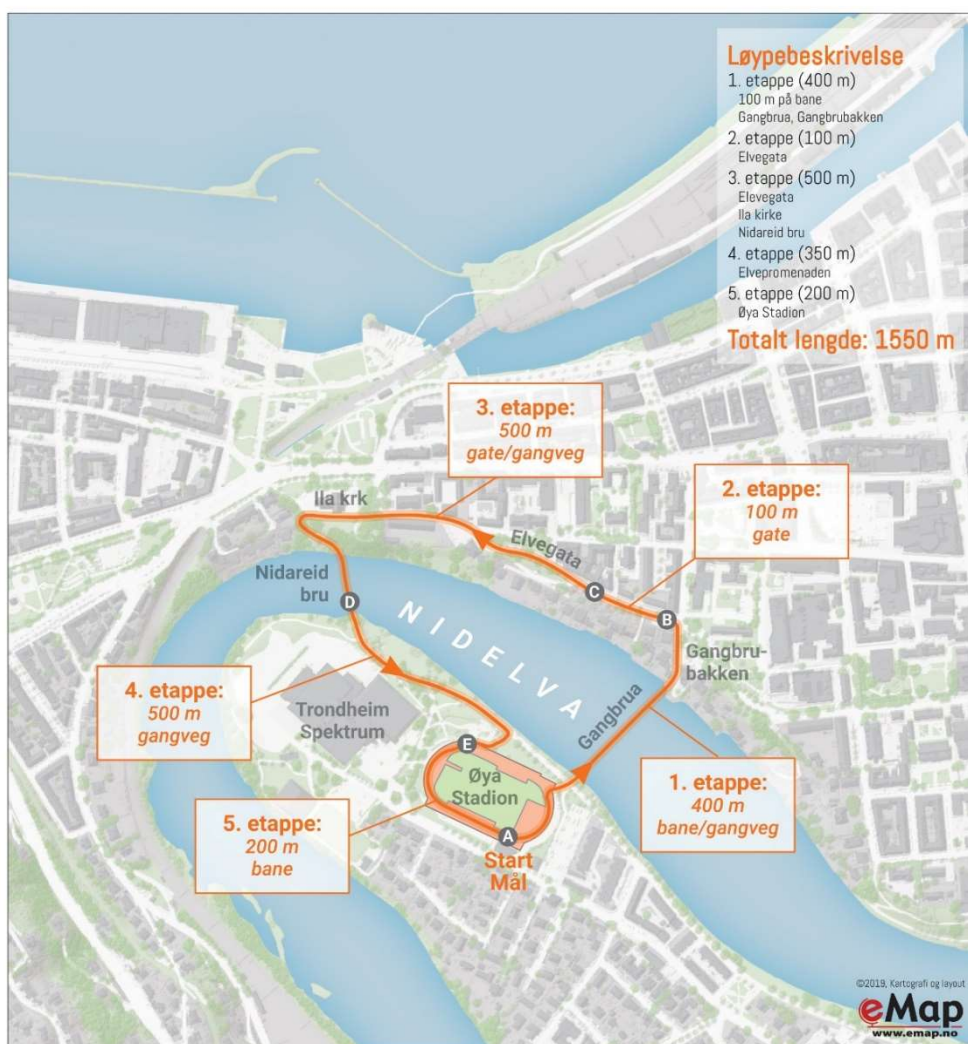 Løypebeskrivelse
1. etappe (400 m)
100 m på bane
Gangbrua, Gangbrubakken
2. etappe (100 m)
Elvegata
3. etappe (500 m)
Elevegata
Ila kirke
Nidareid bru
4. etappe (350 m)
Elvepromenaden
5. etappe (200 m)
Øya Stadion
Totalt lengde: 1550 m
3. etappe:
500 m
gate/gangveg
2. etappe:
100 m
gate
Ila krk
Elvegata
Nidareid
bru
D
C
B
NIDELVA
Gangbru-
bakken
4. etappe:
500 m
gangveg
Trondheim
Spektrum
Gangbrua
E
Øya
Stadion
1. etappe:
400 m
bane/gangveg
5. etappe:
200 m
bane
A
Start
Mål
©2019, Kartografi og layout
eMap
www.emap.no